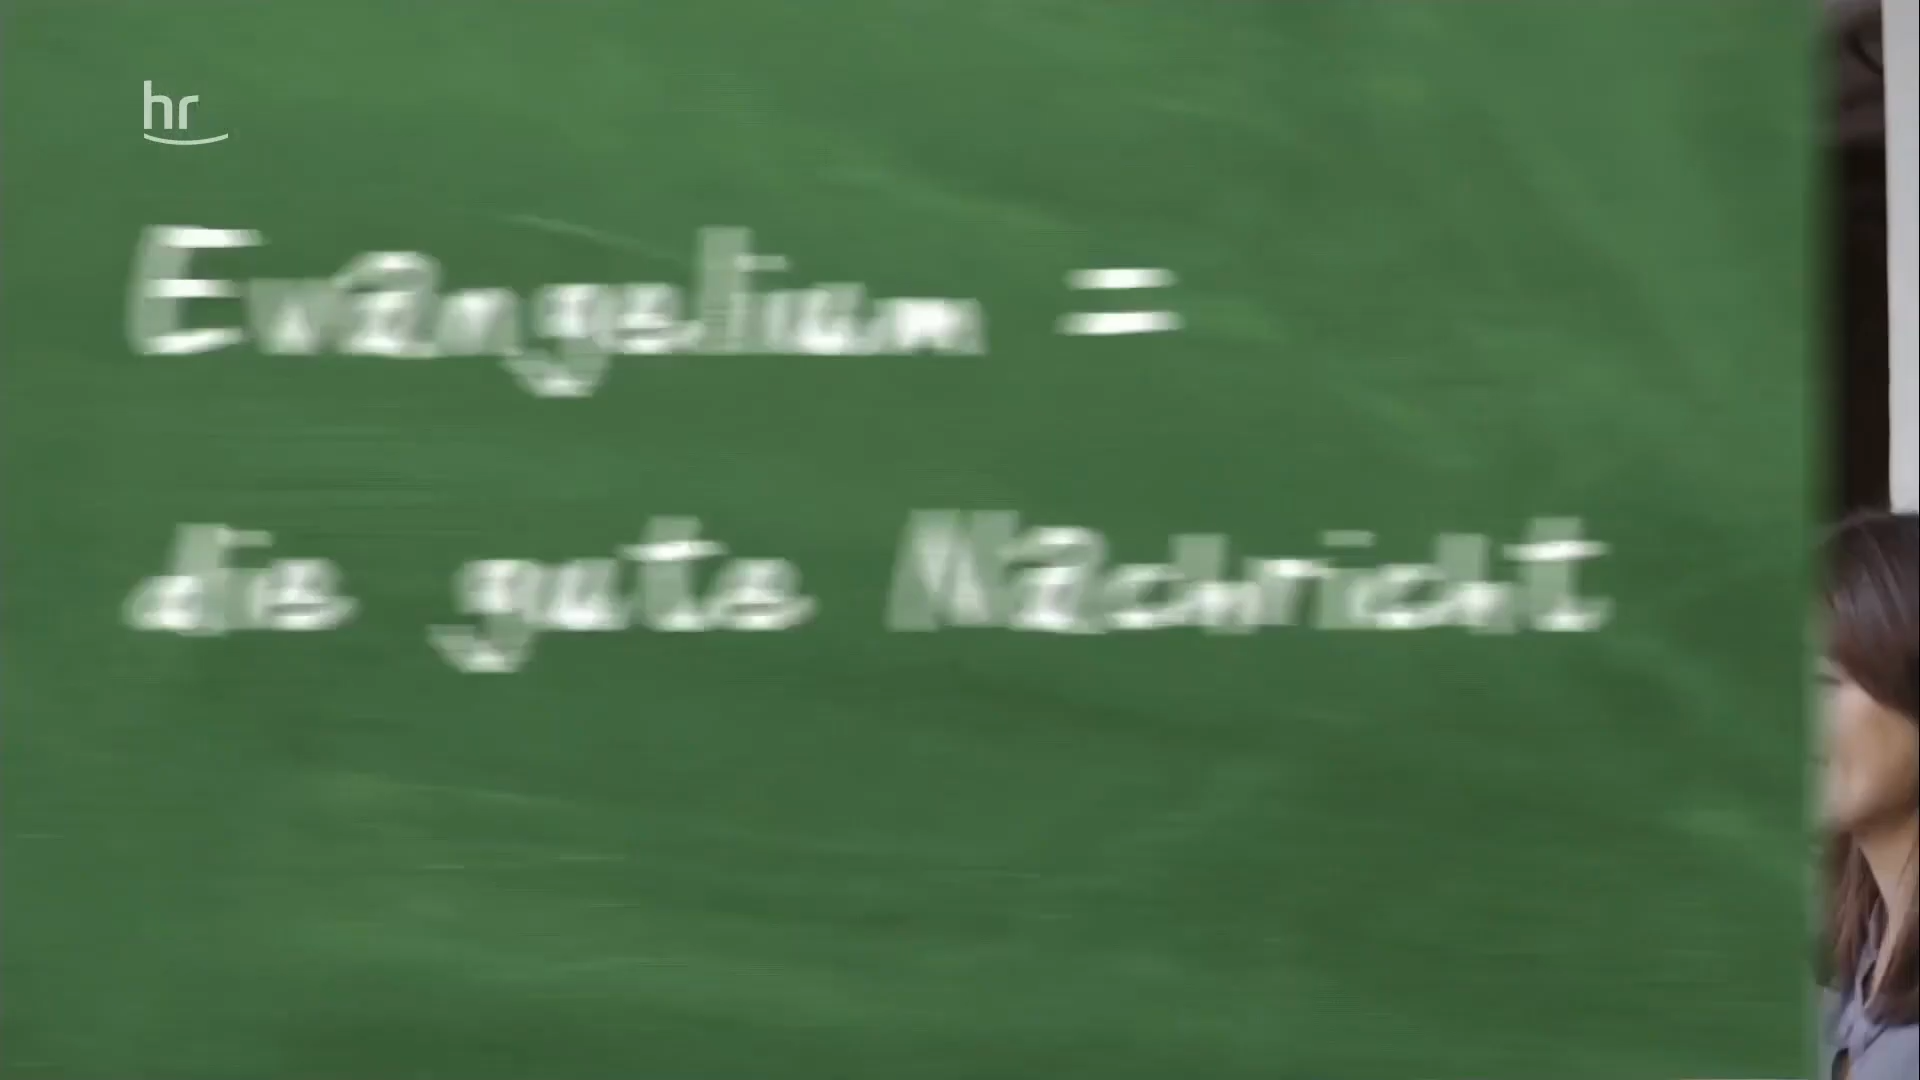 hr
Evangelium =
die gute Nachricht